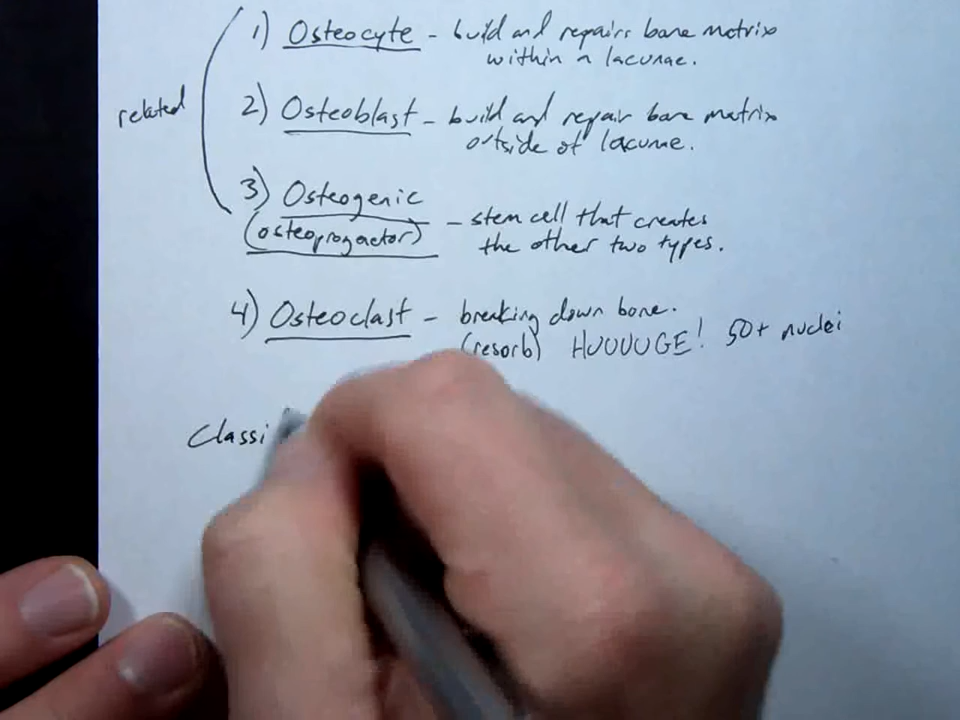 1) Osteocyte - build and repairs bone matrix
within a lacunae.
related
2) Osteoblast - build and repair bone matrix
outside of lacunae.
3) Osteogenic
(osteoprogactor) - stem cell that creates
the other two types.
4) Osteoclast - breaking down bone.
(resorb) HUUUUGE! 50+ nuclei
Classi